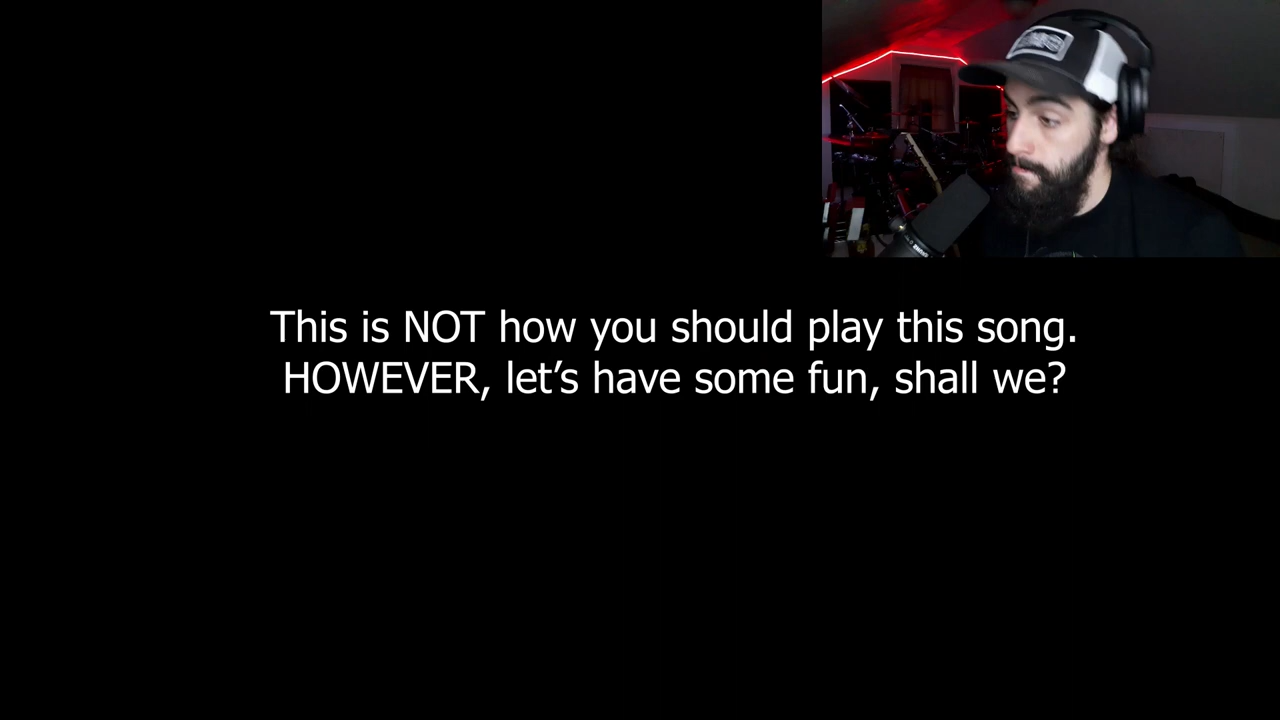 This is NOT how you should play this song.
HOWEVER, let’s have some fun, shall we?